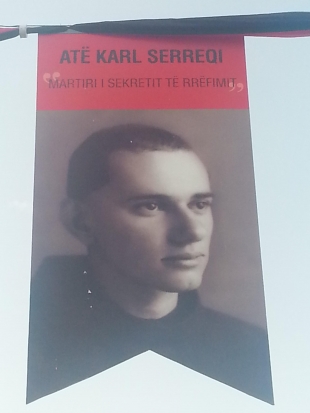 ATË KARL SERREQI
“MARTIRI I SEKRETIT TË RRËFIMIT”